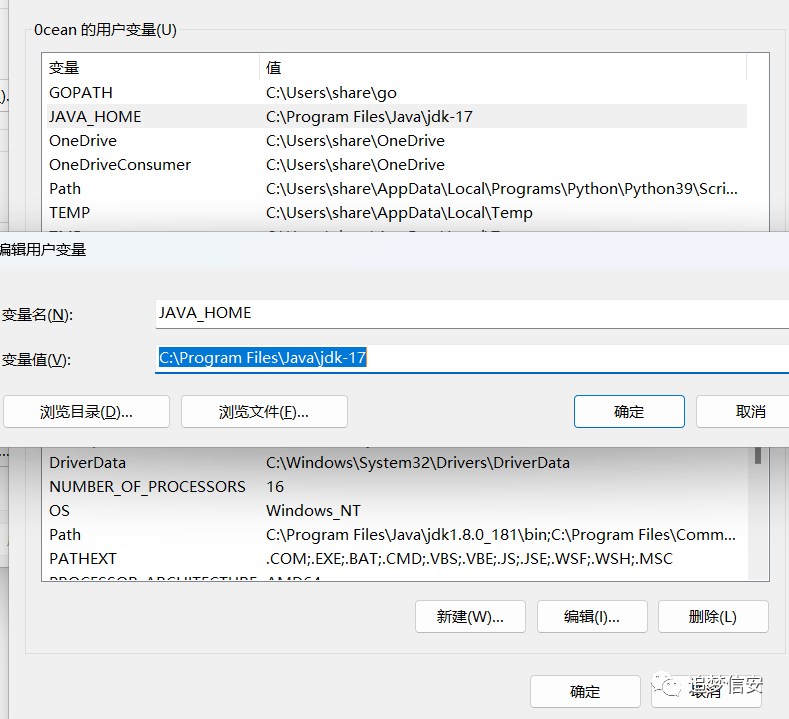 0cean 的用户变量(U)
变量 值
GOPATH C:\Users\share\go
JAVA_HOME C:\Program Files\Java\jdk-17
OneDrive C:\Users\share\OneDrive
OneDriveConsumer C:\Users\share\OneDrive
Path C:\Users\share\AppData\Local\Programs\Python\Python39\Scri...
TEMP C:\Users\share\AppData\Local\Temp
编辑用户变量
变量名(N): JAVA_HOME
变量值(V): C:\Program Files\Java\jdk-17
浏览目录(D)... 浏览文件(F)... 确定 取消
DriverData C:\Windows\System32\Drivers\DriverData
NUMBER_OF_PROCESSORS 16
OS Windows_NT
Path C:\Program Files\Java\jdk1.8.0_181\bin;C:\Program Files\Comm...
PATHEXT .COM;.EXE;.BAT;.CMD;.VBS;.VBE;.JS;.JSE;.WSF;.WSH;.MSC
PROCESSOR_ARCHITECTURE AMD64
新建(W)... 编辑(I)... 删除(L)
确定 取消
追梦信安